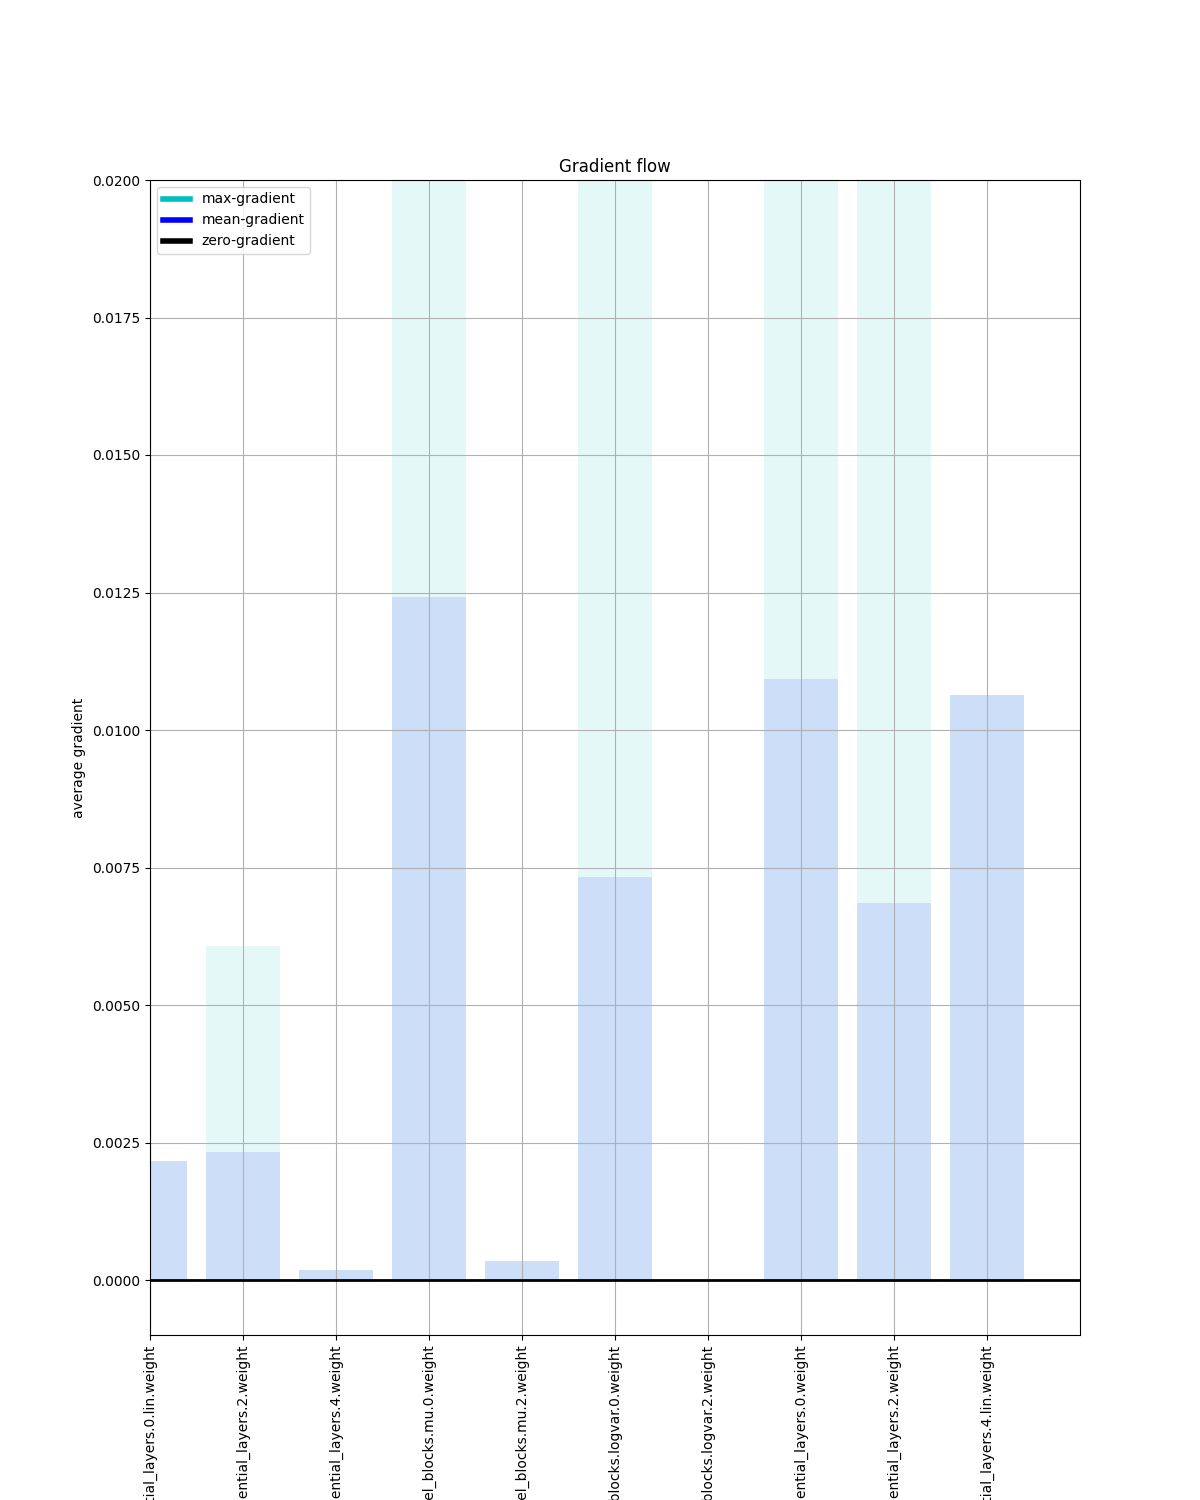 Gradient flow
max-gradient
mean-gradient
zero-gradient
0.0200
0.0175
0.0150
0.0125
0.0100
0.0075
0.0050
0.0025
0.0000
average gradient
tial_layers.0.lin.weight
ential_layers.2.weight
ential_layers.4.weight
el_blocks.mu.0.weight
el_blocks.mu.2.weight
blocks.logvar.0.weight
blocks.logvar.2.weight
ential_layers.0.weight
ential_layers.2.weight
tial_layers.4.lin.weight